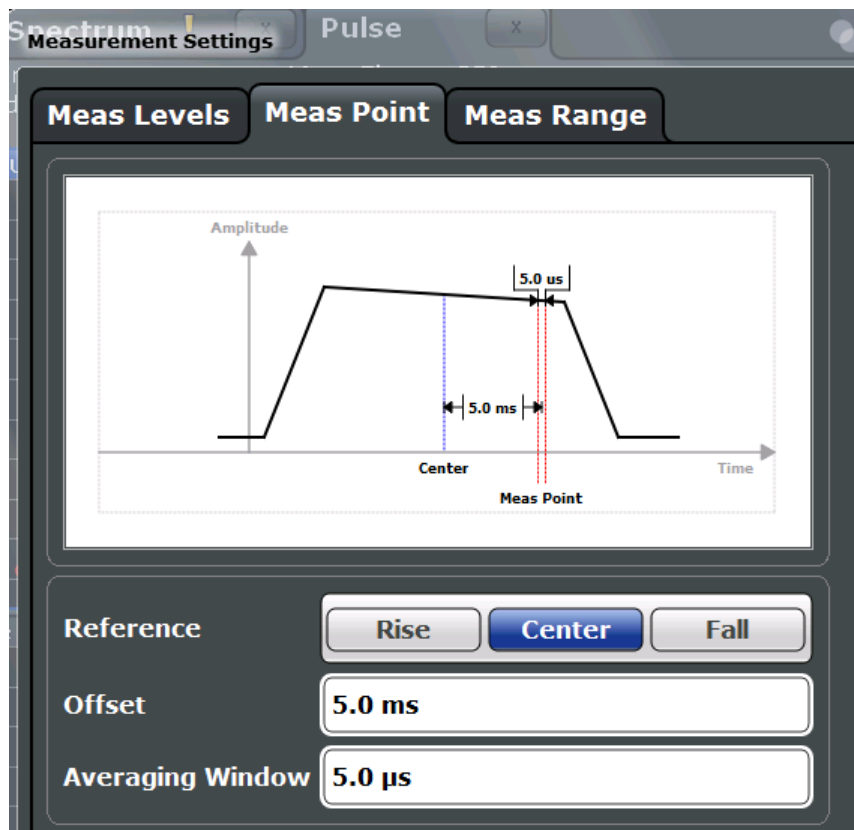 Spectrum ! x Pulse x
Measurement Settings
Meas Levels Meas Point Meas Range
Amplitude
5.0 us
5.0 ms
Center Time
Meas Point
Reference Rise Center Fall
Offset 5.0 ms
Averaging Window 5.0 µs